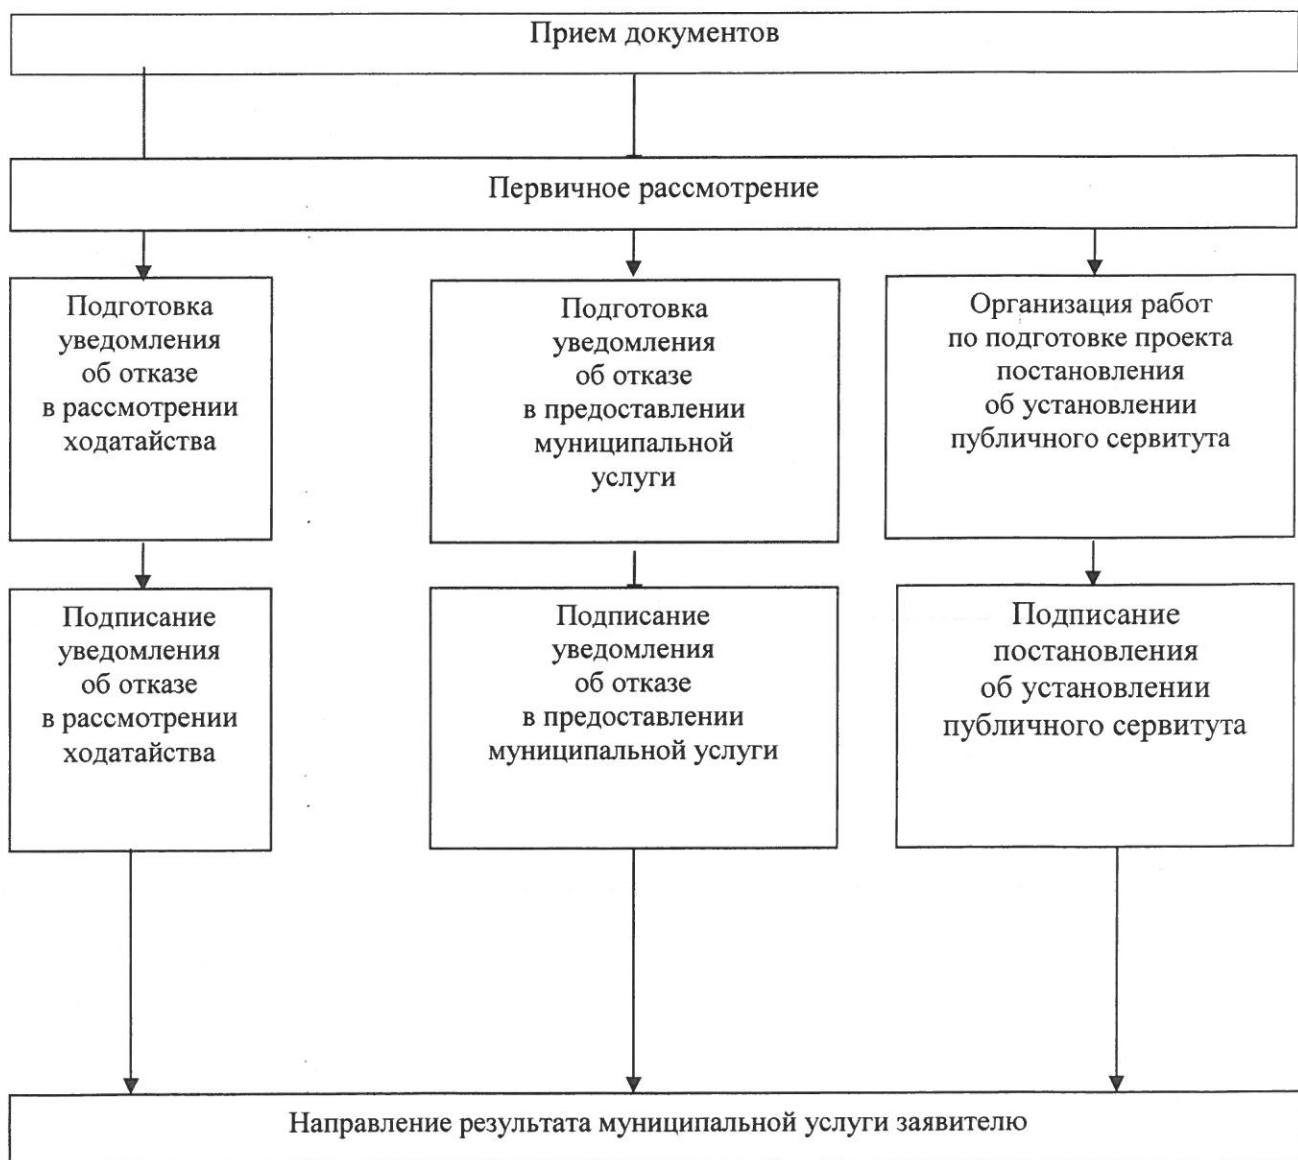 Прием документов
Первичное рассмотрение
Подготовка
уведомления
об отказе
в рассмотрении
ходатайства
Подготовка
уведомления
об отказе
в предоставлении
муниципальной
услуги
Организация работ
по подготовке проекта
постановления
об установлении
публичного сервитута
Подписание
уведомления
об отказе
в рассмотрении
ходатайства
Подписание
уведомления
об отказе
в предоставлении
муниципальной услуги
Подписание
постановления
об установлении
публичного сервитута
Направление результата муниципальной услуги заявителю